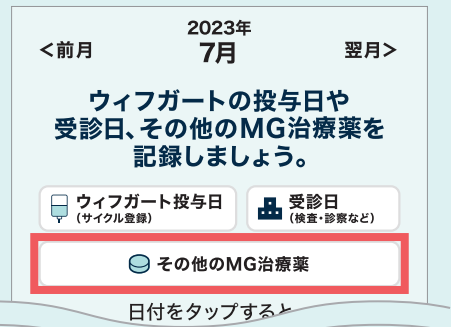 2023年
<前月 7月 翌月>
ウィフガートの投与日や
受診日、その他のMG治療薬を
記録しましょう。
ウィフガート投与日 受診日
（サイクル登録） （検査・診察など）
その他のMG治療薬
日付をタップすると